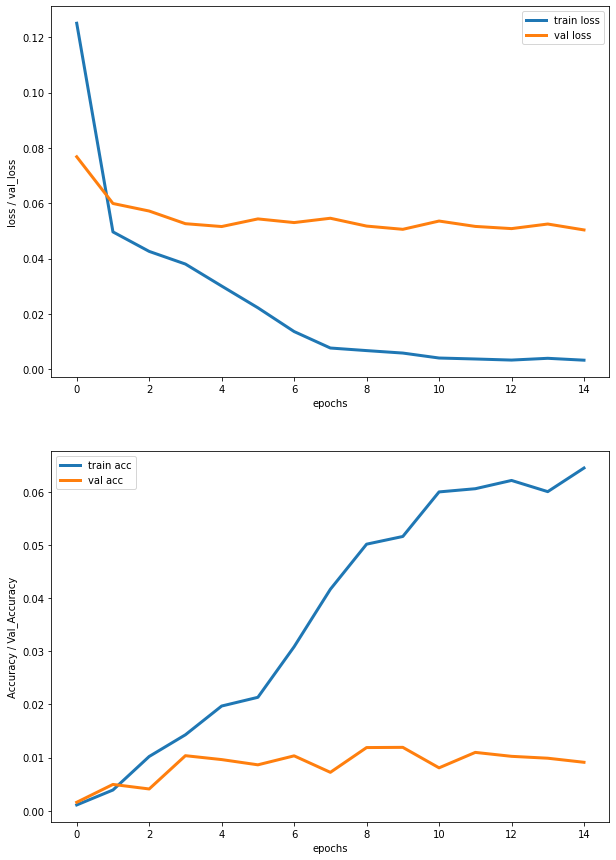 train loss
val loss
0.12
0.10
0.08
0.06
0.04
0.02
0.00
loss / val_loss
0 2 4 6 8 10 12 14
epochs
train acc
val acc
0.06
0.05
0.04
0.03
0.02
0.01
0.00
Accuracy / Val_Accuracy
0 2 4 6 8 10 12 14
epochs